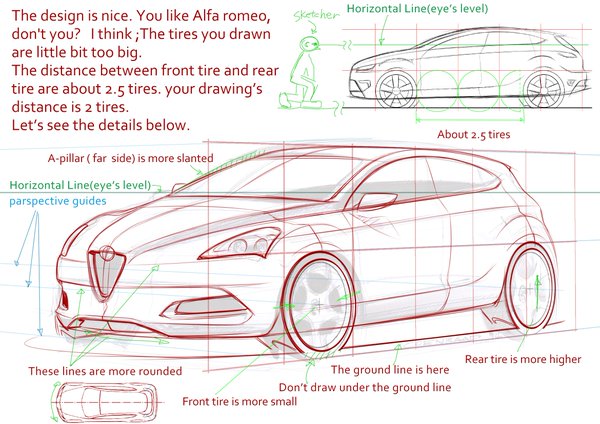 The design is nice. You like Alfa romeo,
don't you?  I think ;The tires you drawn
are little bit too big.
The distance between front tire and rear
tire are about 2.5 tires. your drawing's
distance is 2 tires.
Let's see the details below.
Sketcher
Horizontal Line(eye's level)
About 2.5 tires
A-pillar ( far side) is more slanted
Horizontal Line(eye's level)
parspective guides
These lines are more rounded
Front tire is more small
Don't draw under the ground line
The ground line is here
Rear tire is more higher